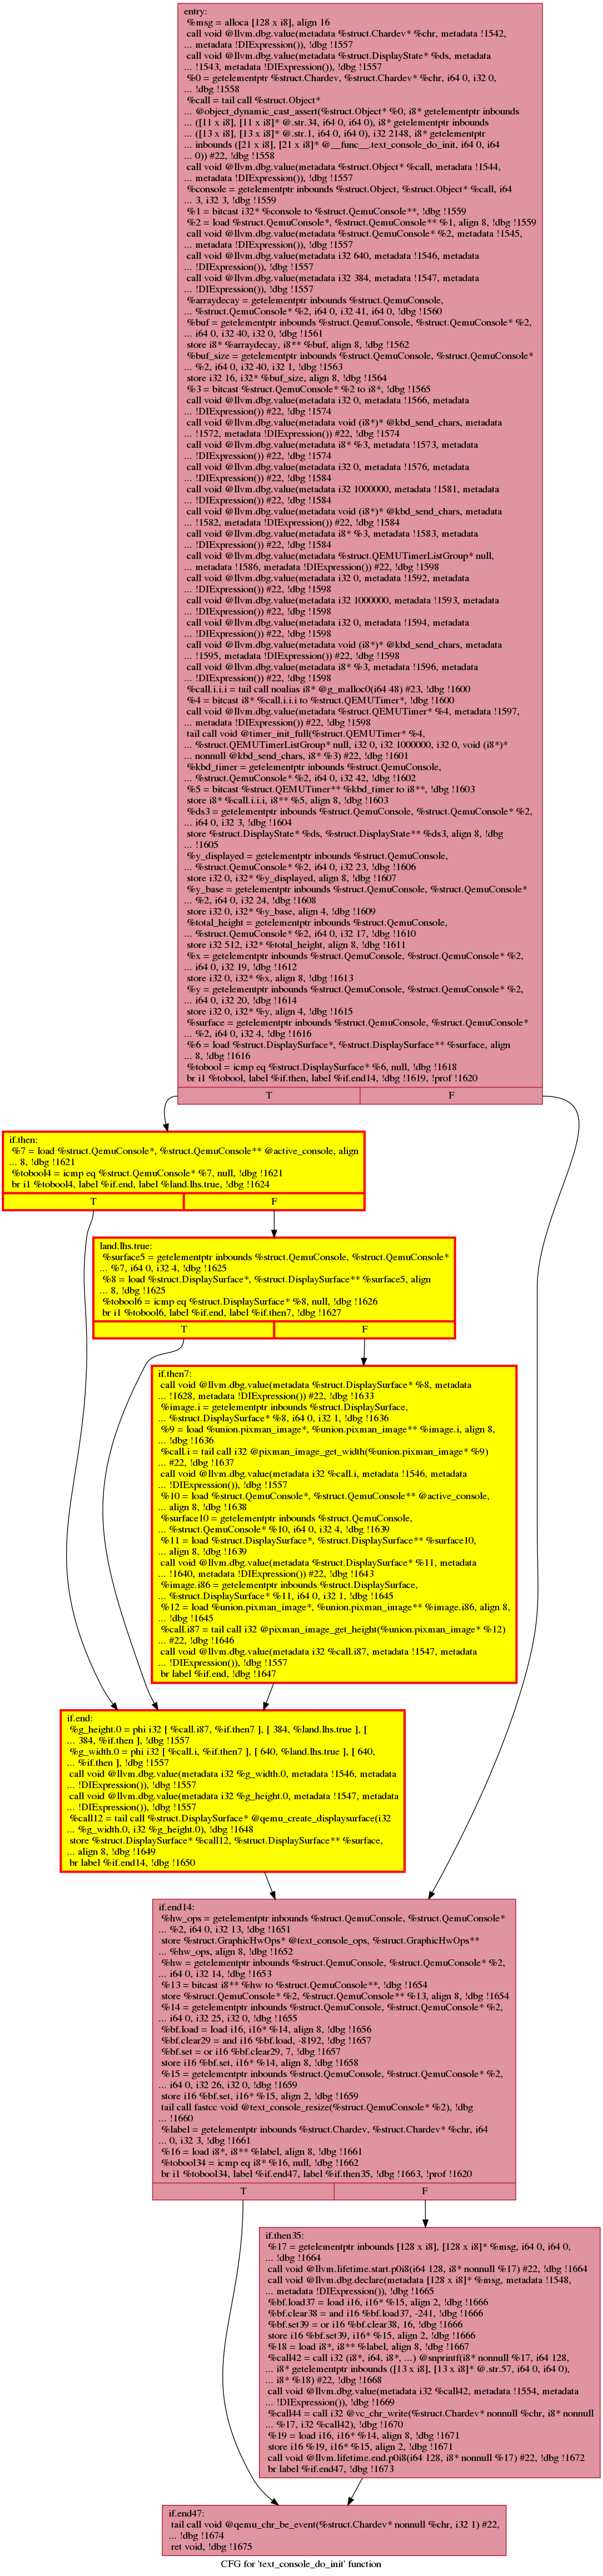 entry:
%msg = alloca [128 x i8], align 16
call void @llvm.dbg.value(metadata %struct.Chardev* %chr, metadata !1542,
... metadata !DIExpression()), !dbg !1557
call void @llvm.dbg.value(metadata %struct.DisplayState* %ds, metadata
... !1543, metadata !DIExpression()), !dbg !1557
%0 = getelementptr %struct.Chardev, %struct.Chardev* %chr, i64 0, i32 0,
... !dbg !1558
%call = tail call %struct.Object*
... @object_dynamic_cast_assert(%struct.Object* %0, i8* getelementptr inbounds
... ([11 x i8], [11 x i8]* @.str.34, i64 0, i64 0), i8* getelementptr inbounds
... ([13 x i8], [13 x i8]* @.str.1, i64 0, i64 0), i32 2148, i8* getelementptr
... inbounds ([21 x i8], [21 x i8]* @__func__.text_console_do_init, i64 0, i64
... 0)) #22, !dbg !1558
call void @llvm.dbg.value(metadata %struct.Object* %call, metadata !1544,
... metadata !DIExpression()), !dbg !1557
%console = getelementptr inbounds %struct.Object, %struct.Object* %call, i64
... 3, i32 3, !dbg !1559
%1 = bitcast i32* %console to %struct.QemuConsole**, !dbg !1559
%2 = load %struct.QemuConsole*, %struct.QemuConsole** %1, align 8, !dbg !1559
call void @llvm.dbg.value(metadata %struct.QemuConsole* %2, metadata !1545,
... metadata !DIExpression()), !dbg !1557
call void @llvm.dbg.value(metadata i32 640, metadata !1546, metadata
... !DIExpression()), !dbg !1557
call void @llvm.dbg.value(metadata i32 384, metadata !1547, metadata
... !DIExpression()), !dbg !1557
%arraydecay = getelementptr inbounds %struct.QemuConsole,
... %struct.QemuConsole* %2, i64 0, i32 41, i64 0, !dbg !1560
%buf = getelementptr inbounds %struct.QemuConsole, %struct.QemuConsole* %2,
... i64 0, i32 40, i32 0, !dbg !1561
store i8* %arraydecay, i8** %buf, align 8, !dbg !1562
%buf_size = getelementptr inbounds %struct.QemuConsole, %struct.QemuConsole*
... %2, i64 0, i32 40, i32 1, !dbg !1563
store i32 16, i32* %buf_size, align 8, !dbg !1564
%3 = bitcast %struct.QemuConsole* %2 to i8*, !dbg !1565
call void @llvm.dbg.value(metadata i32 0, metadata !1566, metadata
... !DIExpression()) #22, !dbg !1574
call void @llvm.dbg.value(metadata void (i8*)* @kbd_send_chars, metadata
... !1572, metadata !DIExpression()) #22, !dbg !1574
call void @llvm.dbg.value(metadata i8* %3, metadata !1573, metadata
... !DIExpression()) #22, !dbg !1574
call void @llvm.dbg.value(metadata i32 0, metadata !1576, metadata
... !DIExpression()) #22, !dbg !1584
call void @llvm.dbg.value(metadata i32 1000000, metadata !1581, metadata
... !DIExpression()) #22, !dbg !1584
call void @llvm.dbg.value(metadata void (i8*)* @kbd_send_chars, metadata
... !1582, metadata !DIExpression()) #22, !dbg !1584
call void @llvm.dbg.value(metadata i8* %3, metadata !1583, metadata
... !DIExpression()) #22, !dbg !1584
call void @llvm.dbg.value(metadata %struct.QEMUTimerListGroup* null,
... metadata !1586, metadata !DIExpression()) #22, !dbg !1598
call void @llvm.dbg.value(metadata i32 0, metadata !1592, metadata
... !DIExpression()) #22, !dbg !1598
call void @llvm.dbg.value(metadata i32 1000000, metadata !1593, metadata
... !DIExpression()) #22, !dbg !1598
call void @llvm.dbg.value(metadata i32 0, metadata !1594, metadata
... !DIExpression()) #22, !dbg !1598
call void @llvm.dbg.value(metadata void (i8*)* @kbd_send_chars, metadata
... !1595, metadata !DIExpression()) #22, !dbg !1598
call void @llvm.dbg.value(metadata i8* %3, metadata !1596, metadata
... !DIExpression()) #22, !dbg !1598
%call.i.i.i = tail call noalias i8* @g_malloc0(i64 48) #23, !dbg !1600
%4 = bitcast i8* %call.i.i.i to %struct.QEMUTimer*, !dbg !1600
call void @llvm.dbg.value(metadata %struct.QEMUTimer* %4, metadata !1597,
... metadata !DIExpression()) #22, !dbg !1598
tail call void @timer_init_full(%struct.QEMUTimer* %4,
... %struct.QEMUTimerListGroup* null, i32 0, i32 1000000, i32 0, void (i8*)*
... nonnull @kbd_send_chars, i8* %3) #22, !dbg !1601
%kbd_timer = getelementptr inbounds %struct.QemuConsole,
... %struct.QemuConsole* %2, i64 0, i32 42, !dbg !1602
%5 = bitcast %struct.QEMUTimer** %kbd_timer to i8**, !dbg !1603
store i8* %call.i.i.i, i8** %5, align 8, !dbg !1603
%ds3 = getelementptr inbounds %struct.QemuConsole, %struct.QemuConsole* %2,
... i64 0, i32 3, !dbg !1604
store %struct.DisplayState* %ds, %struct.DisplayState** %ds3, align 8, !dbg
... !1605
%y_displayed = getelementptr inbounds %struct.QemuConsole,
... %struct.QemuConsole* %2, i64 0, i32 23, !dbg !1606
store i32 0, i32* %y_displayed, align 8, !dbg !1607
%y_base = getelementptr inbounds %struct.QemuConsole, %struct.QemuConsole*
... %2, i64 0, i32 24, !dbg !1608
store i32 0, i32* %y_base, align 4, !dbg !1609
%total_height = getelementptr inbounds %struct.QemuConsole,
... %struct.QemuConsole* %2, i64 0, i32 17, !dbg !1610
store i32 512, i32* %total_height, align 8, !dbg !1611
%x = getelementptr inbounds %struct.QemuConsole, %struct.QemuConsole* %2,
... i64 0, i32 19, !dbg !1612
store i32 0, i32* %x, align 8, !dbg !1613
%y = getelementptr inbounds %struct.QemuConsole, %struct.QemuConsole* %2,
... i64 0, i32 20, !dbg !1614
store i32 0, i32* %y, align 4, !dbg !1615
%surface = getelementptr inbounds %struct.QemuConsole, %struct.QemuConsole*
... %2, i64 0, i32 4, !dbg !1616
%6 = load %struct.DisplaySurface*, %struct.DisplaySurface** %surface, align
... 8, !dbg !1616
%tobool = icmp eq %struct.DisplaySurface* %6, null, !dbg !1618
br i1 %tobool, label %if.then, label %if.end14, !dbg !1619, !prof !1620
T F
if.then:
%7 = load %struct.QemuConsole*, %struct.QemuConsole** @active_console, align
... 8, !dbg !1621
%tobool4 = icmp eq %struct.QemuConsole* %7, null, !dbg !1621
br i1 %tobool4, label %if.end, label %land.lhs.true, !dbg !1624
T F
land.lhs.true:
%surface5 = getelementptr inbounds %struct.QemuConsole, %struct.QemuConsole*
... %7, i64 0, i32 4, !dbg !1625
%8 = load %struct.DisplaySurface*, %struct.DisplaySurface** %surface5, align
... 8, !dbg !1625
%tobool6 = icmp eq %struct.DisplaySurface* %8, null, !dbg !1626
br i1 %tobool6, label %if.end, label %if.then7, !dbg !1627
T F
if.then7:
call void @llvm.dbg.value(metadata %struct.DisplaySurface* %8, metadata
... !1628, metadata !DIExpression()) #22, !dbg !1633
%image.i = getelementptr inbounds %struct.DisplaySurface,
... %struct.DisplaySurface* %8, i64 0, i32 1, !dbg !1636
%9 = load %union.pixman_image*, %union.pixman_image** %image.i, align 8,
... !dbg !1636
%call.i = tail call i32 @pixman_image_get_width(%union.pixman_image* %9)
... #22, !dbg !1637
call void @llvm.dbg.value(metadata i32 %call.i, metadata !1546, metadata
... !DIExpression()), !dbg !1557
%10 = load %struct.QemuConsole*, %struct.QemuConsole** @active_console,
... align 8, !dbg !1638
%surface10 = getelementptr inbounds %struct.QemuConsole,
... %struct.QemuConsole* %10, i64 0, i32 4, !dbg !1639
%11 = load %struct.DisplaySurface*, %struct.DisplaySurface** %surface10,
... align 8, !dbg !1639
call void @llvm.dbg.value(metadata %struct.DisplaySurface* %11, metadata
... !1640, metadata !DIExpression()) #22, !dbg !1643
%image.i86 = getelementptr inbounds %struct.DisplaySurface,
... %struct.DisplaySurface* %11, i64 0, i32 1, !dbg !1645
%12 = load %union.pixman_image*, %union.pixman_image** %image.i86, align 8,
... !dbg !1645
%call.i87 = tail call i32 @pixman_image_get_height(%union.pixman_image* %12)
... #22, !dbg !1646
call void @llvm.dbg.value(metadata i32 %call.i87, metadata !1547, metadata
... !DIExpression()), !dbg !1557
br label %if.end, !dbg !1647
if.end:
%g_height.0 = phi i32 [ %call.i87, %if.then7 ], [ 384, %land.lhs.true ], [
... 384, %if.then ], !dbg !1557
%g_width.0 = phi i32 [ %call.i, %if.then7 ], [ 640, %land.lhs.true ], [ 640,
... %if.then ], !dbg !1557
call void @llvm.dbg.value(metadata i32 %g_width.0, metadata !1546, metadata
... !DIExpression()), !dbg !1557
call void @llvm.dbg.value(metadata i32 %g_height.0, metadata !1547, metadata
... !DIExpression()), !dbg !1557
%call12 = tail call %struct.DisplaySurface* @qemu_create_displaysurface(i32
... %g_width.0, i32 %g_height.0), !dbg !1648
store %struct.DisplaySurface* %call12, %struct.DisplaySurface** %surface,
... align 8, !dbg !1649
br label %if.end14, !dbg !1650
if.end14:
%hw_ops = getelementptr inbounds %struct.QemuConsole, %struct.QemuConsole*
... %2, i64 0, i32 13, !dbg !1651
store %struct.GraphicHwOps* @text_console_ops, %struct.GraphicHwOps**
... %hw_ops, align 8, !dbg !1652
%hw = getelementptr inbounds %struct.QemuConsole, %struct.QemuConsole* %2,
... i64 0, i32 14, !dbg !1653
%13 = bitcast i8** %hw to %struct.QemuConsole**, !dbg !1654
store %struct.QemuConsole* %2, %struct.QemuConsole** %13, align 8, !dbg !1654
%14 = getelementptr inbounds %struct.QemuConsole, %struct.QemuConsole* %2,
... i64 0, i32 25, i32 0, !dbg !1655
%bf.load = load i16, i16* %14, align 8, !dbg !1656
%bf.clear29 = and i16 %bf.load, -8192, !dbg !1657
%bf.set = or i16 %bf.clear29, 7, !dbg !1657
store i16 %bf.set, i16* %14, align 8, !dbg !1658
%15 = getelementptr inbounds %struct.QemuConsole, %struct.QemuConsole* %2,
... i64 0, i32 26, i32 0, !dbg !1659
store i16 %bf.set, i16* %15, align 2, !dbg !1659
tail call fastcc void @text_console_resize(%struct.QemuConsole* %2), !dbg
... !1660
%label = getelementptr inbounds %struct.Chardev, %struct.Chardev* %chr, i64
... 0, i32 3, !dbg !1661
%16 = load i8*, i8** %label, align 8, !dbg !1661
%tobool34 = icmp eq i8* %16, null, !dbg !1662
br i1 %tobool34, label %if.end47, label %if.then35, !dbg !1663, !prof !1620
T F
if.then35:
%17 = getelementptr inbounds [128 x i8], [128 x i8]* %msg, i64 0, i64 0,
... !dbg !1664
call void @llvm.lifetime.start.p0i8(i64 128, i8* nonnull %17) #22, !dbg !1664
call void @llvm.dbg.declare(metadata [128 x i8]* %msg, metadata !1548,
... metadata !DIExpression()), !dbg !1665
%bf.load37 = load i16, i16* %15, align 2, !dbg !1666
%bf.clear38 = and i16 %bf.load37, -241, !dbg !1666
%bf.set39 = or i16 %bf.clear38, 16, !dbg !1666
store i16 %bf.set39, i16* %15, align 2, !dbg !1666
%18 = load i8*, i8** %label, align 8, !dbg !1667
%call42 = call i32 (i8*, i64, i8*, ...) @snprintf(i8* nonnull %17, i64 128,
... i8* getelementptr inbounds ([13 x i8], [13 x i8]* @.str.57, i64 0, i64 0),
... i8* %18) #22, !dbg !1668
call void @llvm.dbg.value(metadata i32 %call42, metadata !1554, metadata
... !DIExpression()), !dbg !1669
%call44 = call i32 @vc_chr_write(%struct.Chardev* nonnull %chr, i8* nonnull
... %17, i32 %call42), !dbg !1670
%19 = load i16, i16* %14, align 8, !dbg !1671
store i16 %19, i16* %15, align 2, !dbg !1671
call void @llvm.lifetime.end.p0i8(i64 128, i8* nonnull %17) #22, !dbg !1672
br label %if.end47, !dbg !1673
if.end47:
tail call void @qemu_chr_be_event(%struct.Chardev* nonnull %chr, i32 1) #22,
... !dbg !1674
ret void, !dbg !1675
CFG for 'text_console_do_init' function